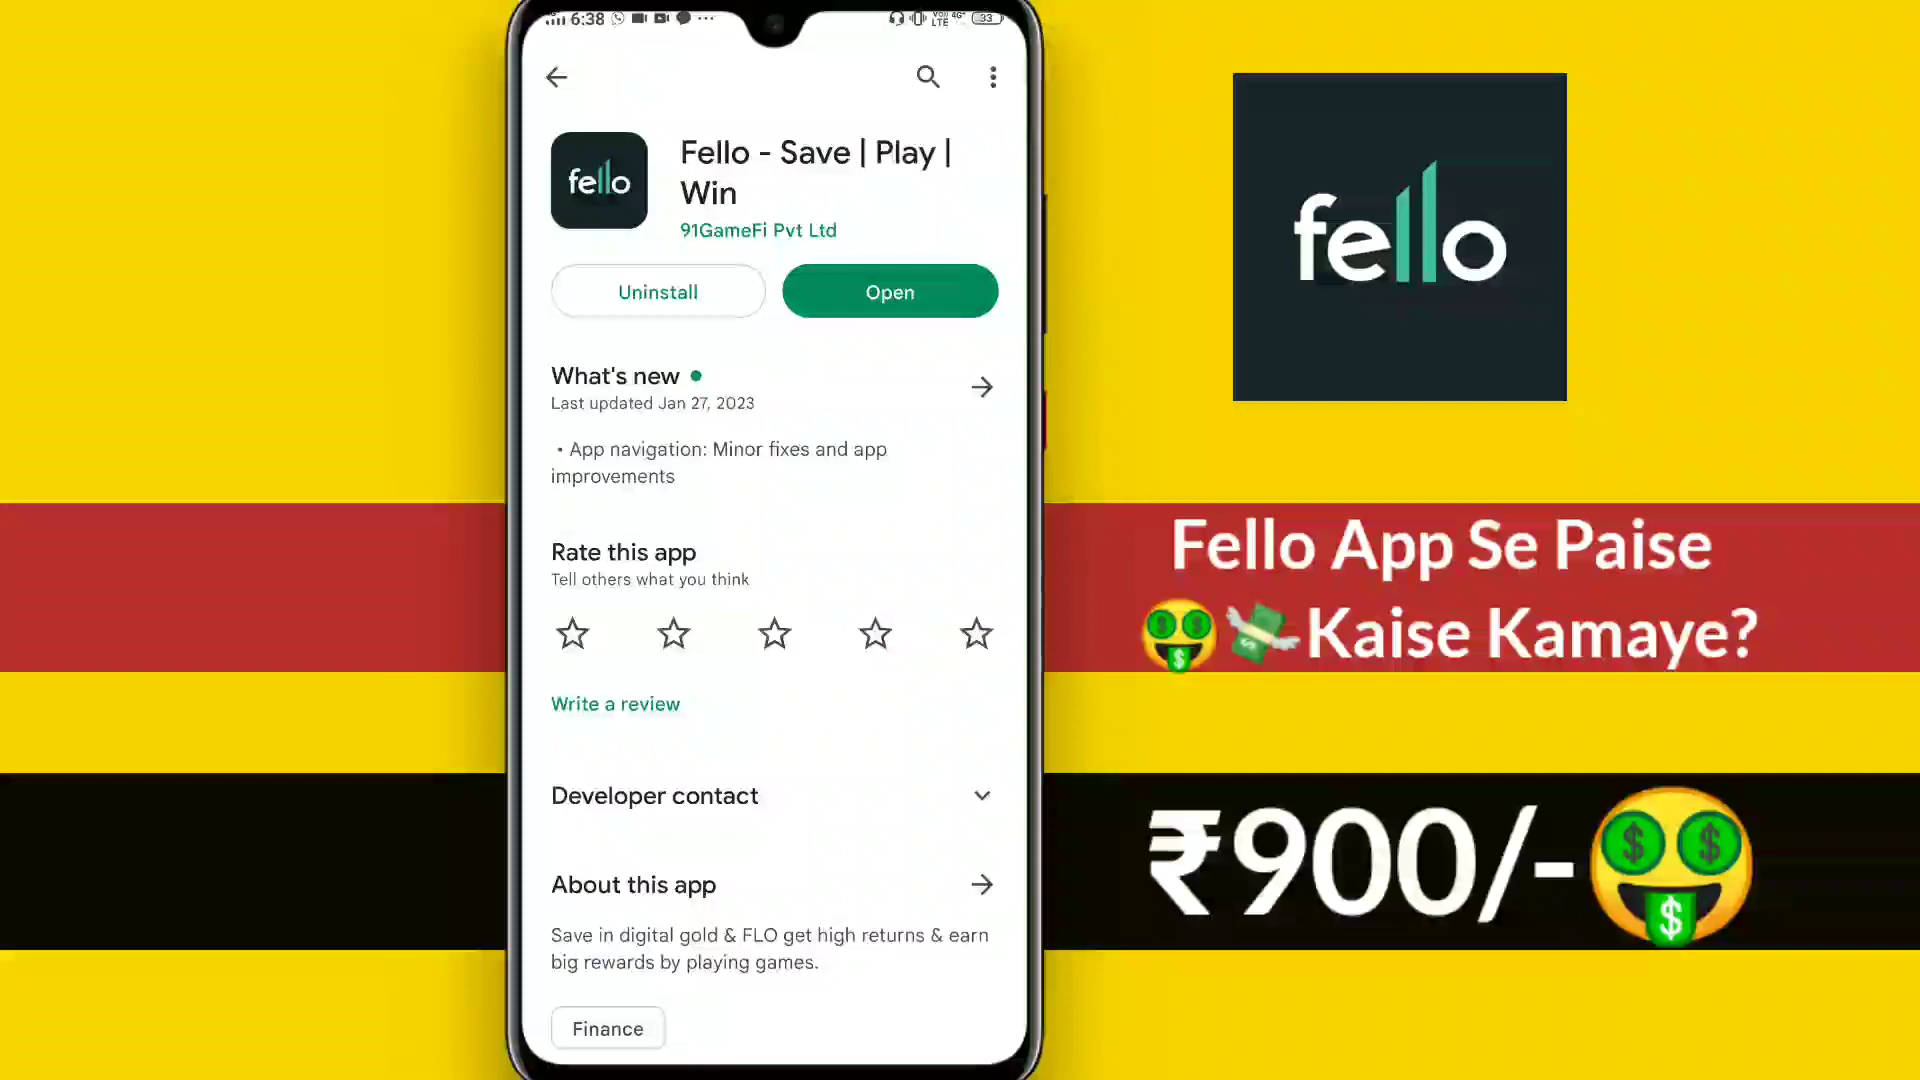 6:38
VoLTE 4G 33
fello
Fello - Save | Play |
Win
91GameFi Pvt Ltd
Uninstall
Open
What's new
Last updated Jan 27, 2023
• App navigation: Minor fixes and app
improvements
Rate this app
Tell others what you think
Write a review
Developer contact
About this app
Save in digital gold & FLO get high returns & earn
big rewards by playing games.
Finance
fello
Fello App Se Paise
🤑💸Kaise Kamaye?
₹900/-🤑